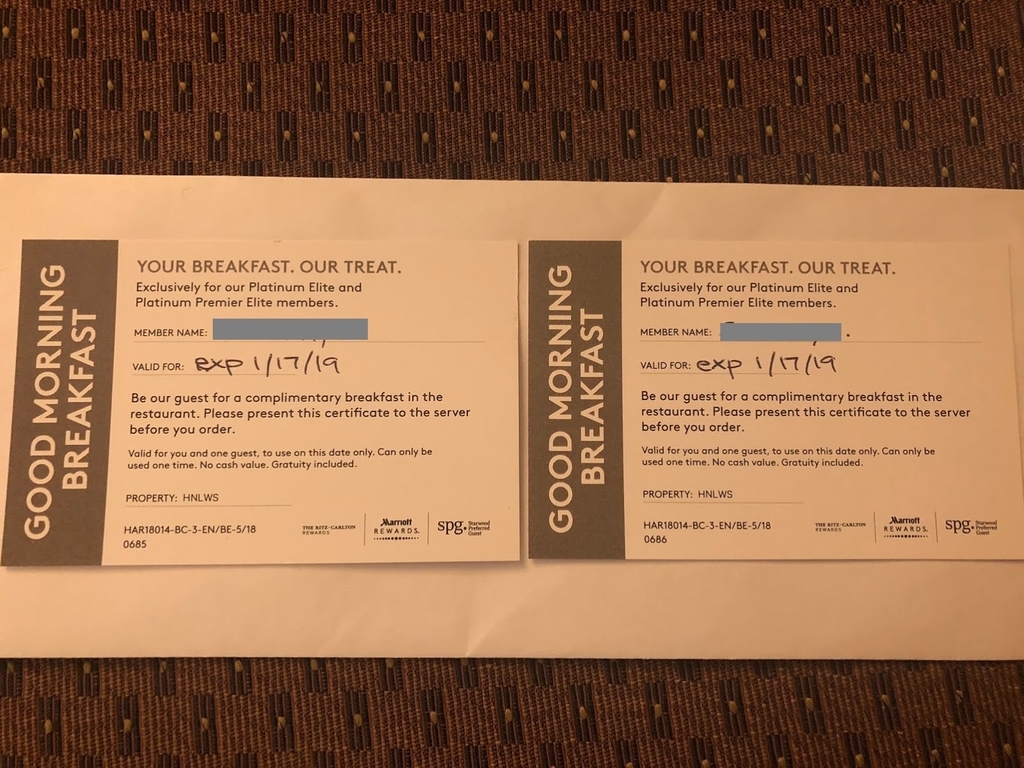 GOOD MORNING
BREAKFAST
YOUR BREAKFAST. OUR TREAT.
Exclusively for our Platinum Elite and
Platinum Premier Elite members.
MEMBER NAME:
VALID FOR: exp 1/17/19
Be our guest for a complimentary breakfast in the
restaurant. Please present this certificate to the server
before you order.
Valid for you and one guest, to use on this date only. Can only be
used one time. No cash value. Gratuity included.
PROPERTY: HNLWS
HAR18014-BC-3-EN/BE-5/18
0685
THE RITZ-CARLTON
REWARDS
Marriott
REWARDS.
spg.
Starwood
Preferred
Guest
GOOD MORNING
BREAKFAST
YOUR BREAKFAST. OUR TREAT.
Exclusively for our Platinum Elite and
Platinum Premier Elite members.
MEMBER NAME:
VALID FOR: exp 1/17/19
Be our guest for a complimentary breakfast in the
restaurant. Please present this certificate to the server
before you order.
Valid for you and one guest, to use on this date only. Can only be
used one time. No cash value. Gratuity included.
PROPERTY: HNLWS
HAR18014-BC-3-EN/BE-5/18
0686
THE RITZ-CARLTON
REWARDS
Marriott
REWARDS.
spg.
Starwood
Preferred
Guest